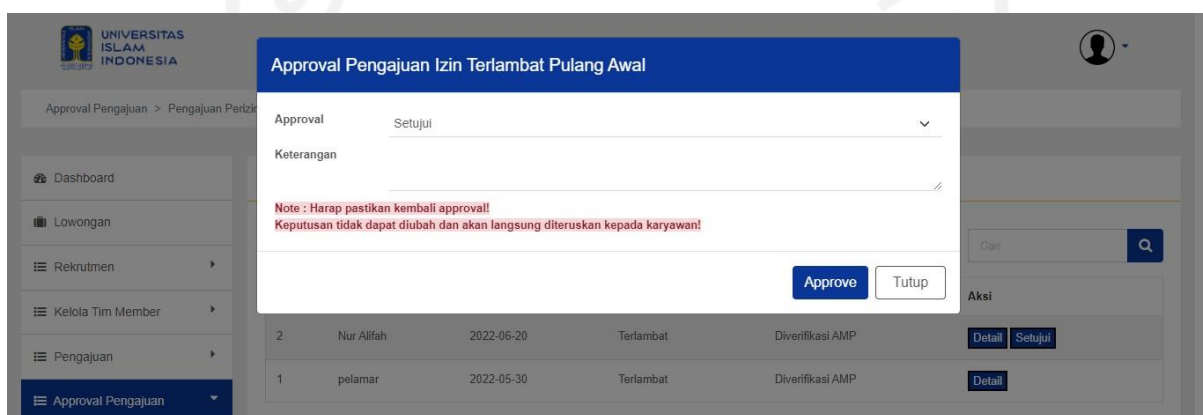 UNIVERSITAS
ISLAM
INDONESIA
Approval Pengajuan > Pengajuan
Approval Pengajuan Izin Terlambat Pulang Awal
Approval
Setujui
Keterangan
Note : Harap pastikan kembali approval!
Keputusan tidak dapat diubah dan akan langsung diteruskan kepada karyawan!
Approve Tutup
Dashboard
Lowongan
Rekrutmen
Kelola Tim Member
Pengajuan
Approval Pengajuan
Cari
Aksi
2 Nur Alifah 2022-06-20 Terlambat Diverifikasi AMP Detail Setujui
1 pelamar 2022-05-30 Terlambat Diverifikasi AMP Detail